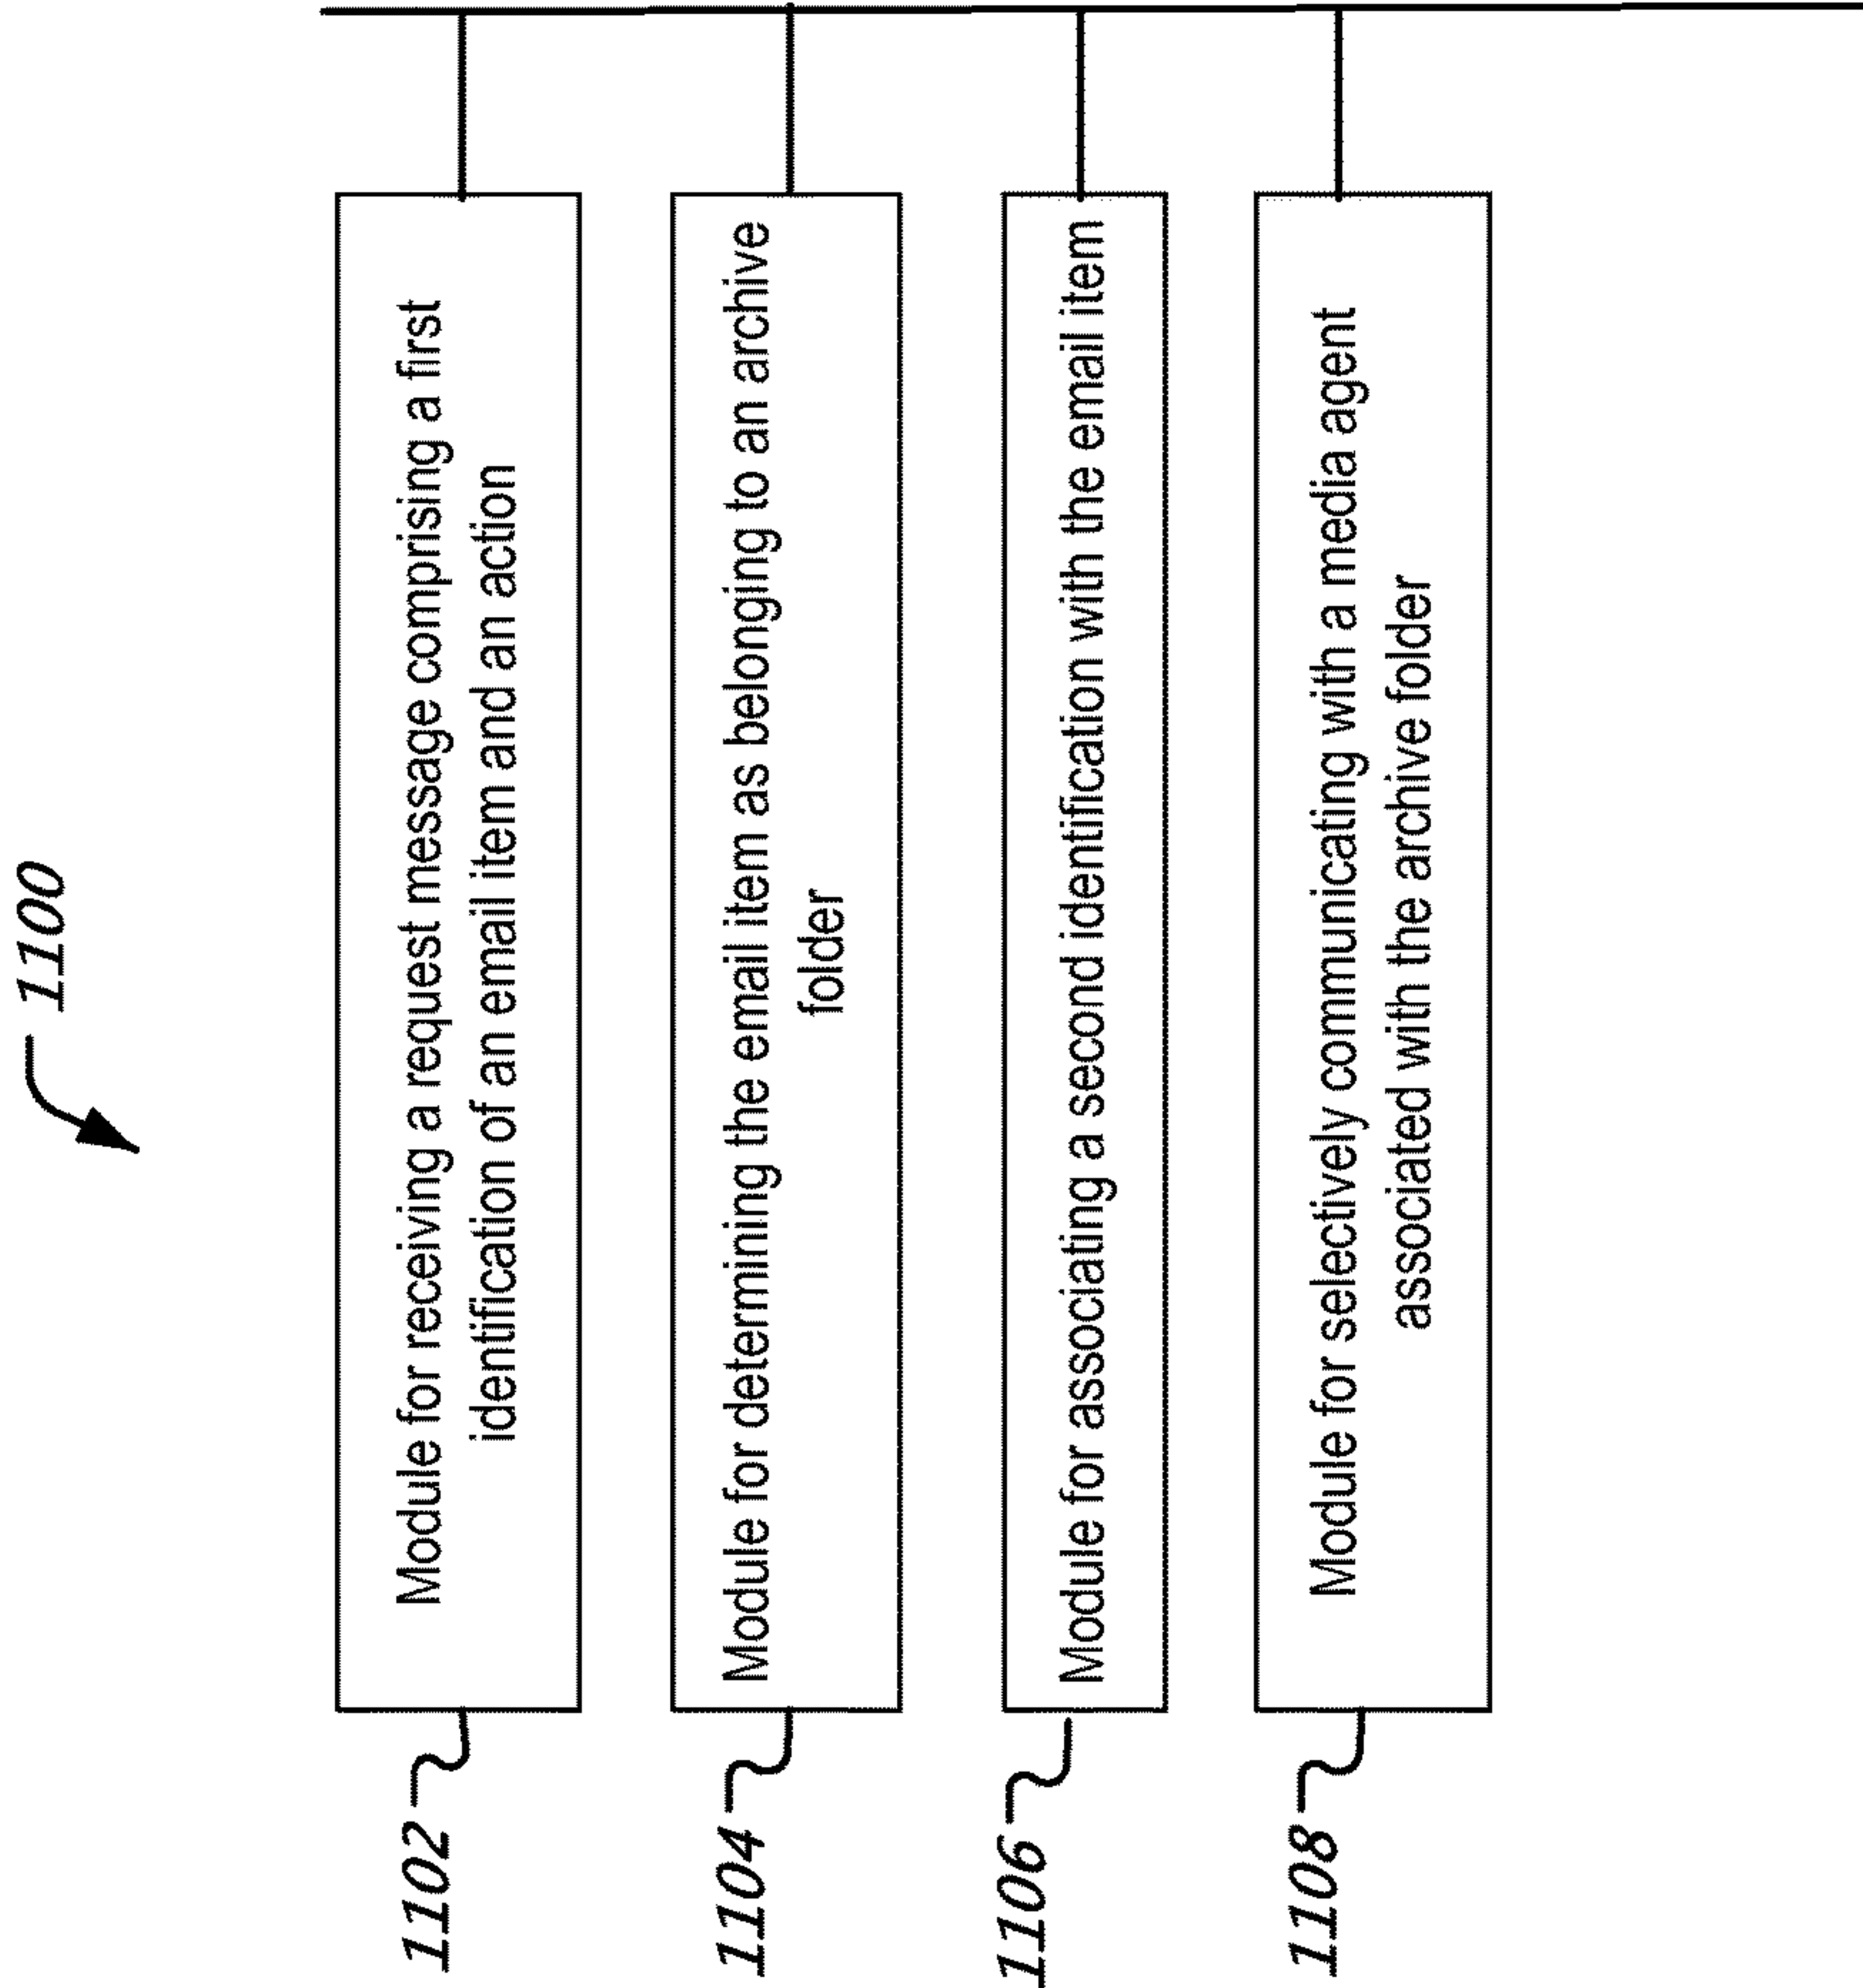 1100
1102
Module for receiving a request message comprising a first
identification of an email item and an action
1104
Module for determining the email item as belonging to an archive
folder
1106
Module for associating a second identification with the email item
1108
Module for selectively communicating with a media agent
associated with the archive folder